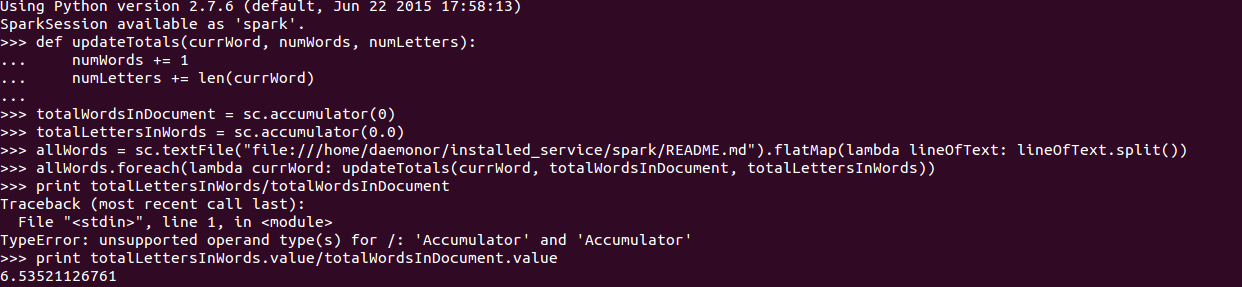 Using Python version 2.7.6 (default, Jun 22 2015 17:58:13)
SparkSession available as 'spark'.
>>> def updateTotals(currWord, numWords, numLetters):
...     numWords += 1
...     numLetters += len(currWord)
...
>>> totalWordsInDocument = sc.accumulator(0)
>>> totalLettersInWords = sc.accumulator(0.0)
>>> allWords = sc.textFile("file:///home/daemonor/installed_service/spark/README.md").flatMap(lambda lineOfText: lineOfText.split())
>>> allWords.foreach(lambda currWord: updateTotals(currWord, totalWordsInDocument, totalLettersInWords))
>>> print totalLettersInWords/totalWordsInDocument
Traceback (most recent call last):
  File "<stdin>", line 1, in <module>
TypeError: unsupported operand type(s) for /: 'Accumulator' and 'Accumulator'
>>> print totalLettersInWords.value/totalWordsInDocument.value
6.53521126761